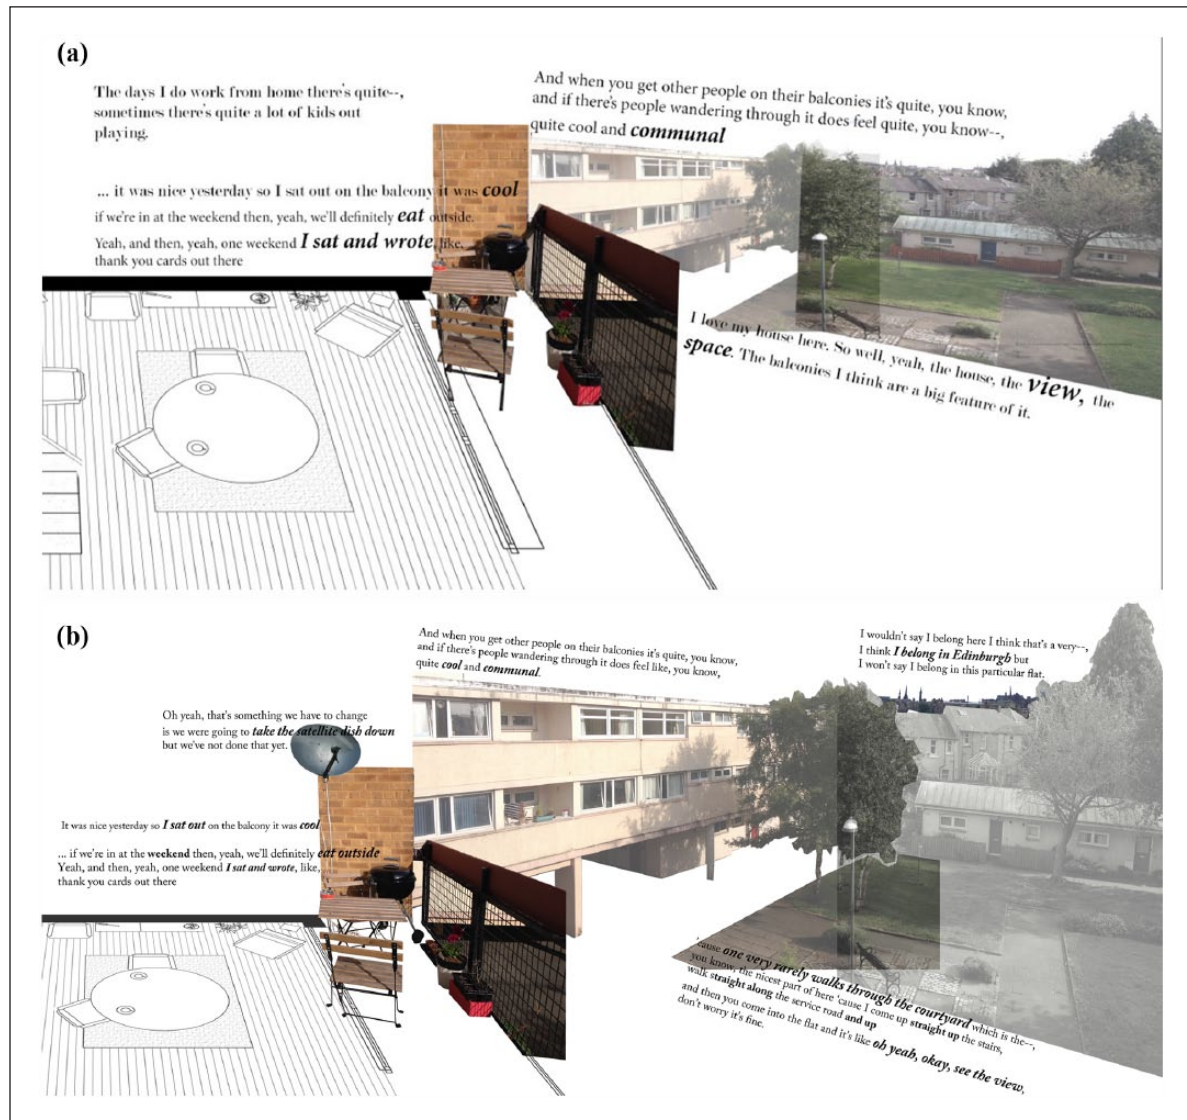 (a)
The days I do work from home there's quite--,
sometimes there's quite a lot of kids out
playing.
And when you get other people on their balconies it's quite, you know,
and if there's people wandering through it does feel quite, you know--,
quite cool and communal
... it was nice yesterday so I sat out on the balcony it was cool
if we're in at the weekend then, yeah, we'll definitely eat outside.
Yeah, and then, yeah, one weekend I sat and wrote, like,
thank you cards out there
I love my house here. So well, yeah, the house, the view, the
space. The balconies I think are a big feature of it.
(b)
And when you get other people on their balconies it's quite, you know,
and if there's people wandering through it does feel like, you know,
quite cool and communal.
I wouldn't say I belong here I think that's a very--,
I think I belong in Edinburgh but
I won't say I belong in this particular flat.
Oh yeah, that's something we have to change
is we were going to take the satellite dish down
but we've not done that yet.
It was nice yesterday so I sat out on the balcony it was cool
... if we're in at the weekend then, yeah, we'll definitely eat outside
Yeah, and then, yeah, one weekend I sat and wrote, like,
thank you cards out there
'cause one very rarely walks through the courtyard which is the--,
you know, the nicest part of here 'cause I come up straight up the stairs,
walk straight along the service road and up
and then you come into the flat and it's like oh yeah, okay, see the view,
don't worry it's fine.